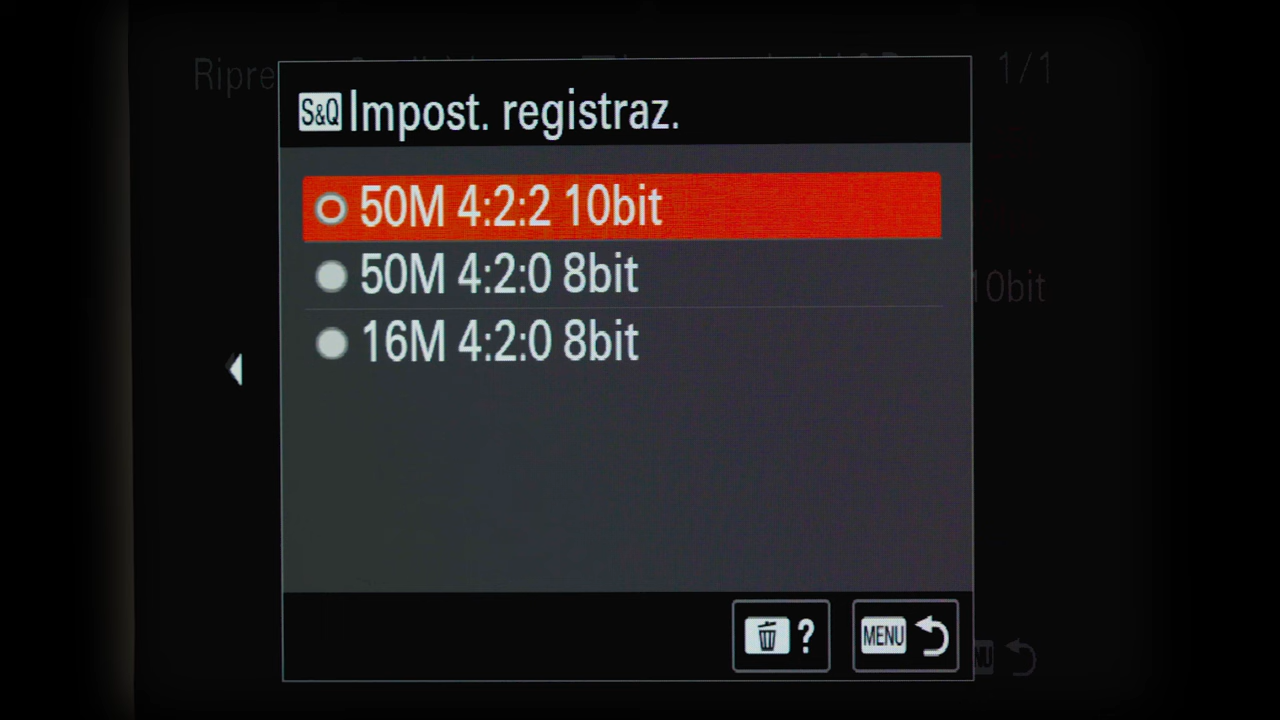 Ripre
1/1
S&Q Impost. registraz.
50M 4:2:2 10bit
50M 4:2:0 8bit
10bit
16M 4:2:0 8bit
?
MENU